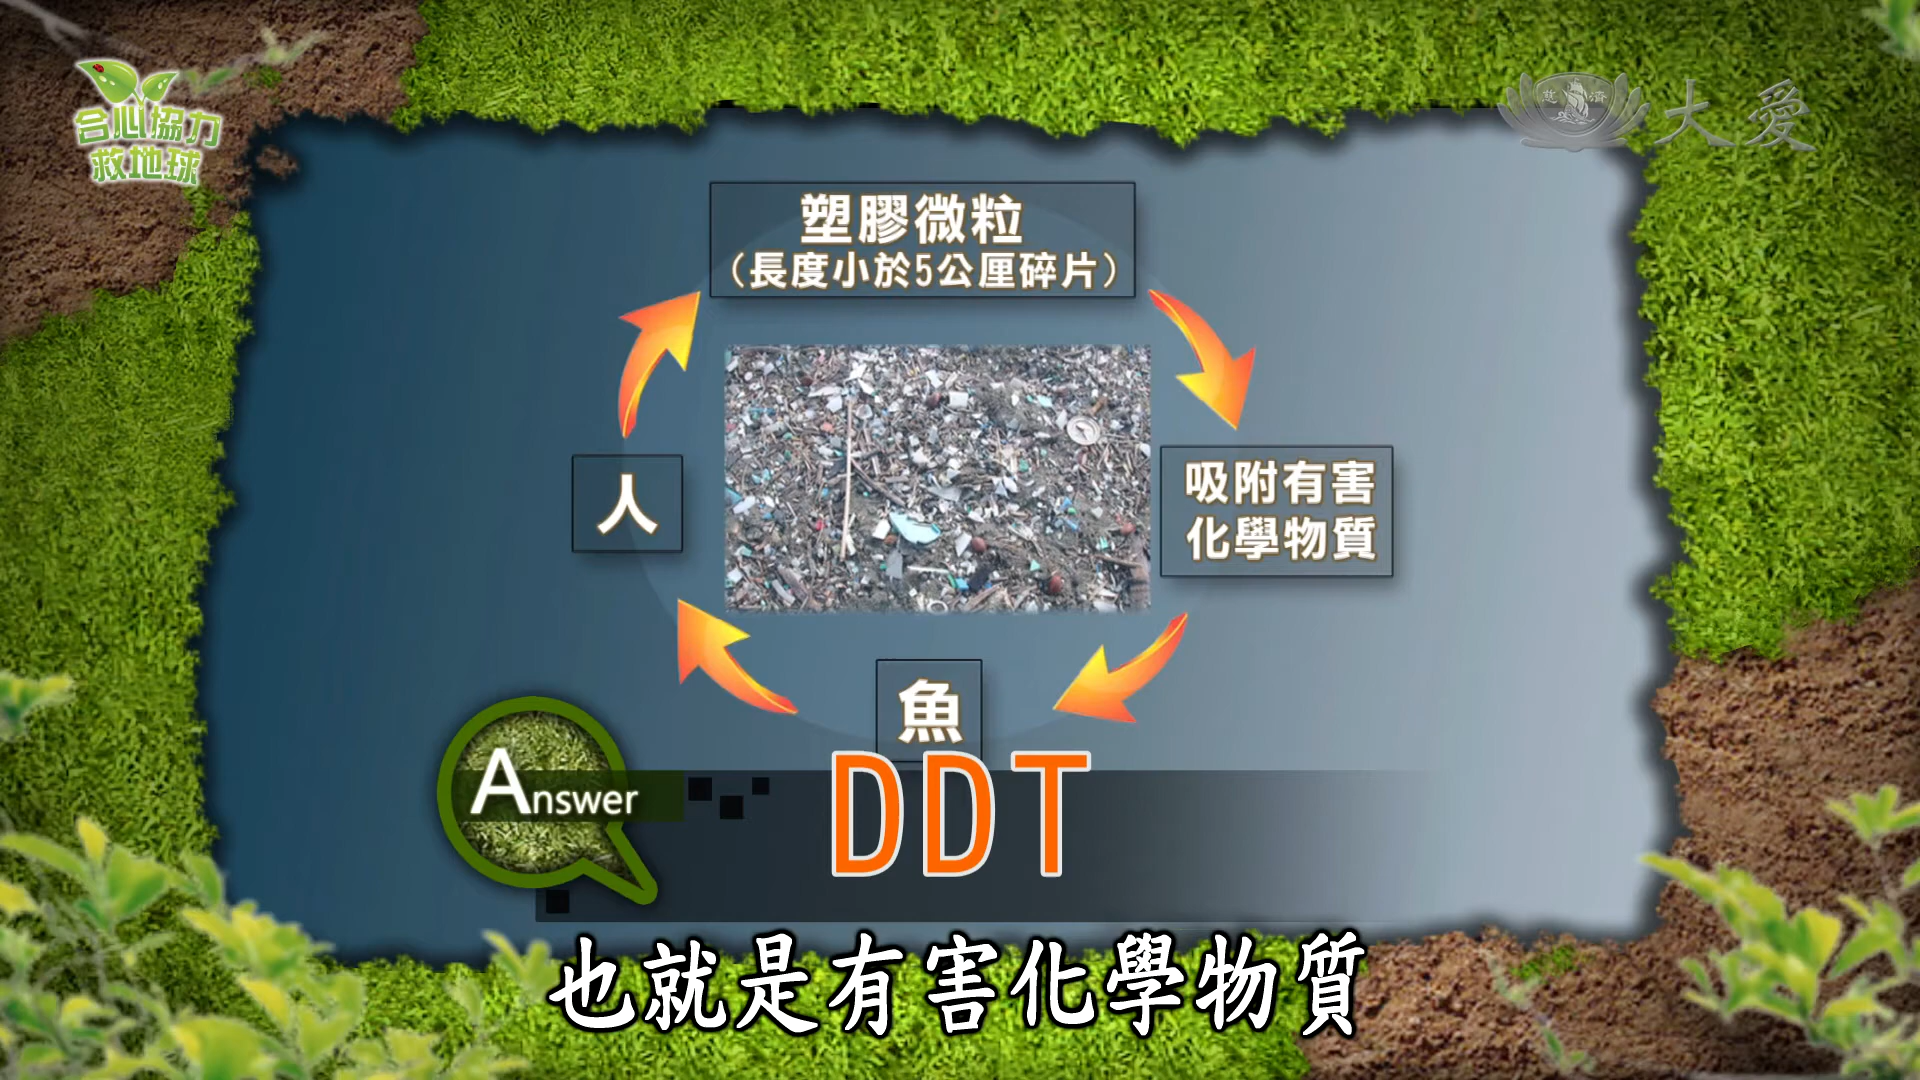 合心協力
救地球
慈濟
大愛
塑膠微粒
（長度小於5公厘碎片）
人
吸附有害
化學物質
魚
Answer
DDT
也就是有害化學物質